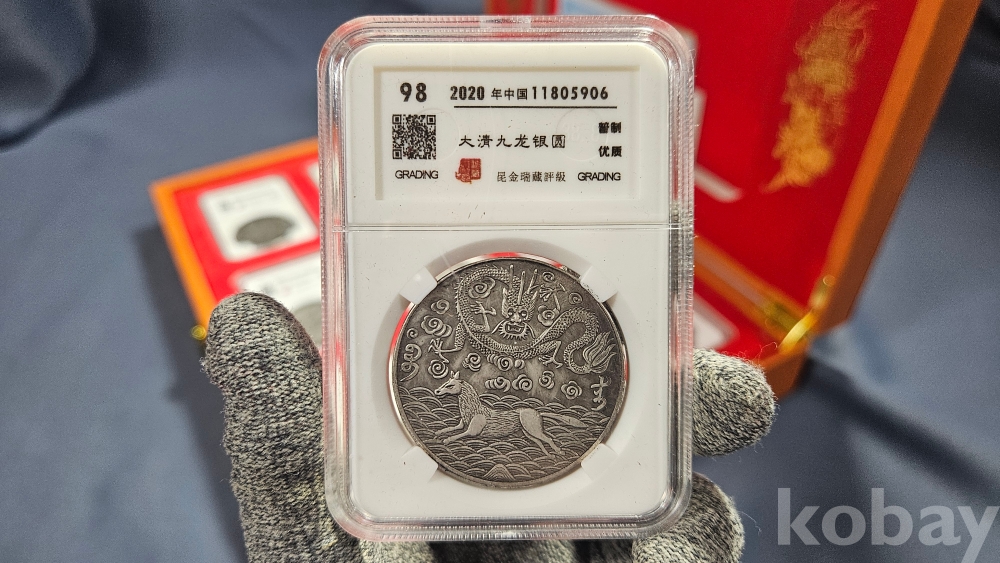 98 2020 年中国 11805906
大清九龙银圆
普制
优质
GRADING 昆金瑞藏評級 GRADING
kobay